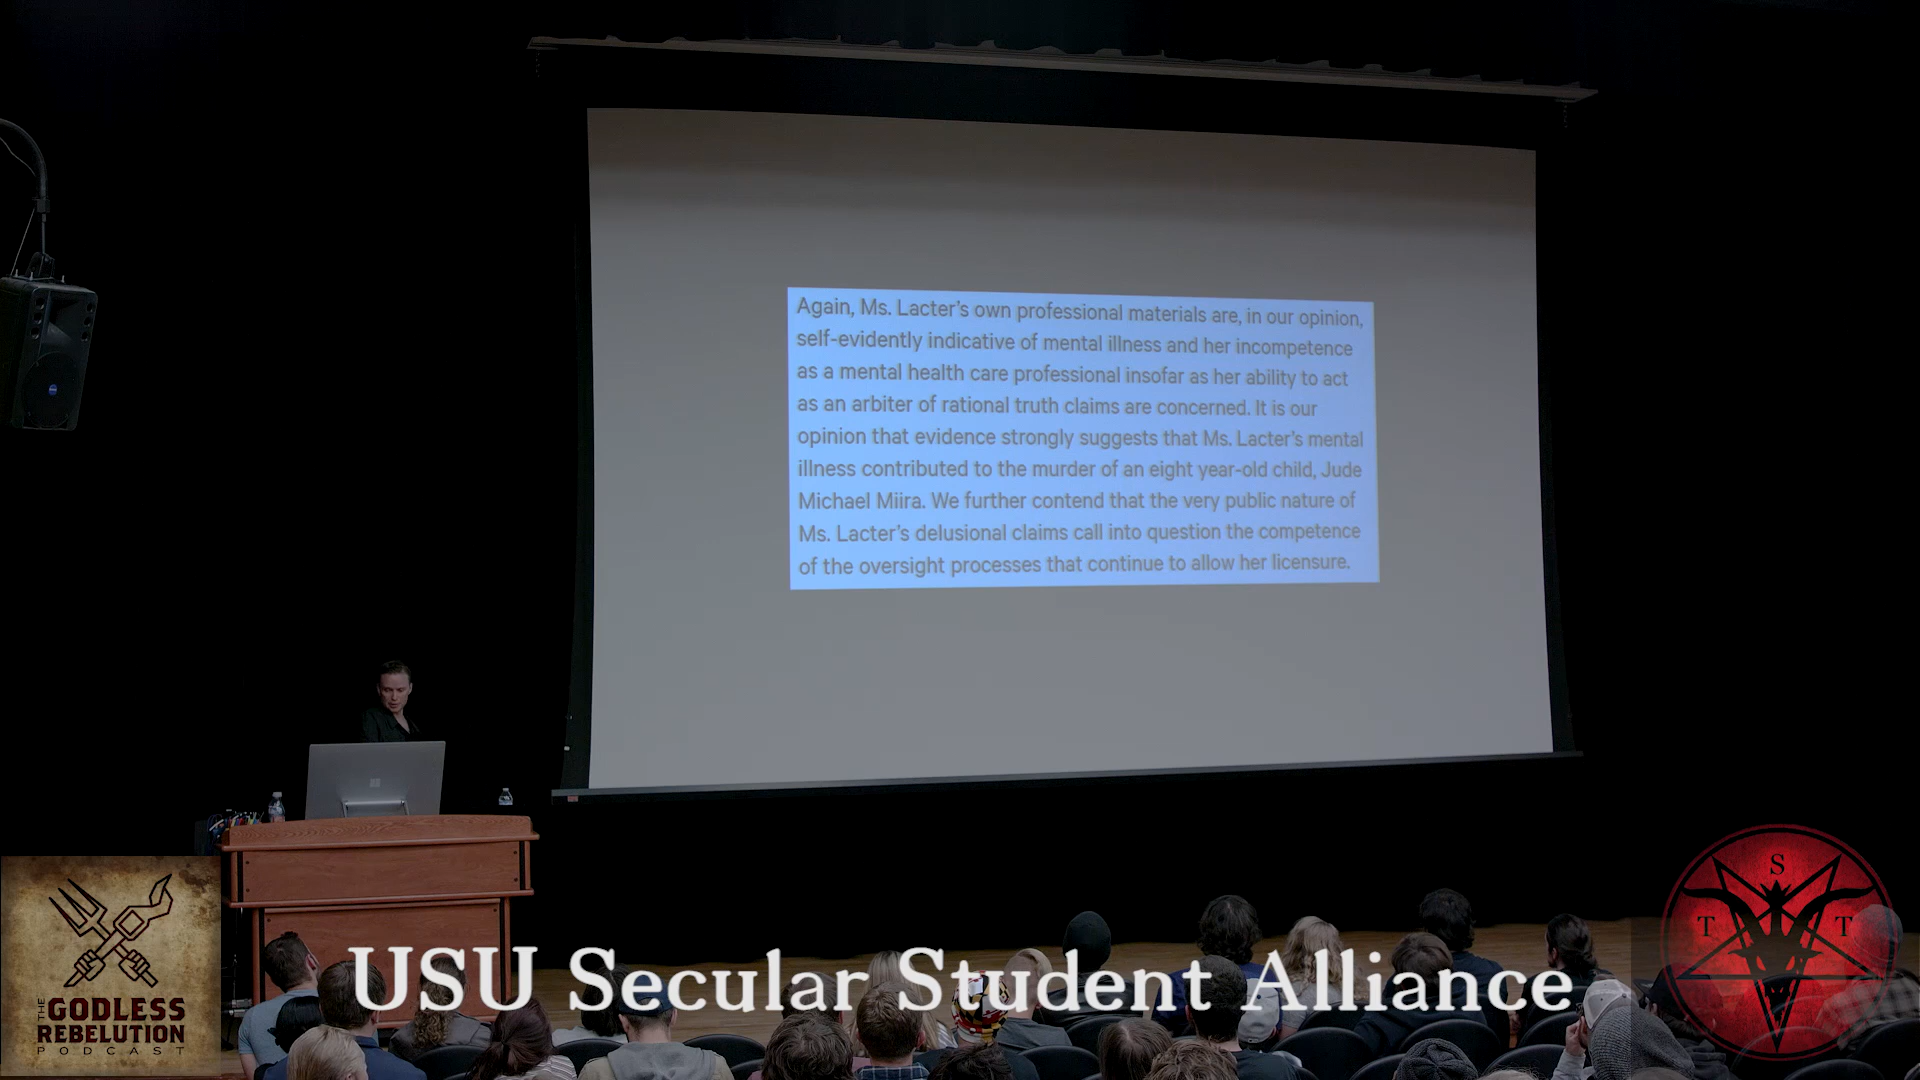 Again, Ms. Lacter's own professional materials are, in our opinion,
self-evidently indicative of mental illness and her incompetence
as a mental health care professional insofar as her ability to act
as an arbiter of rational truth claims are concerned. It is our
opinion that evidence strongly suggests that Ms. Lacter's mental
illness contributed to the murder of an eight year-old child, Jude
Michael Miira. We further contend that the very public nature of
Ms. Lacter's delusional claims call into question the competence
of the oversight processes that continue to allow her licensure.
THE
GODLESS
REBELUTION
PODCAST
USU Secular Student Alliance
T S T